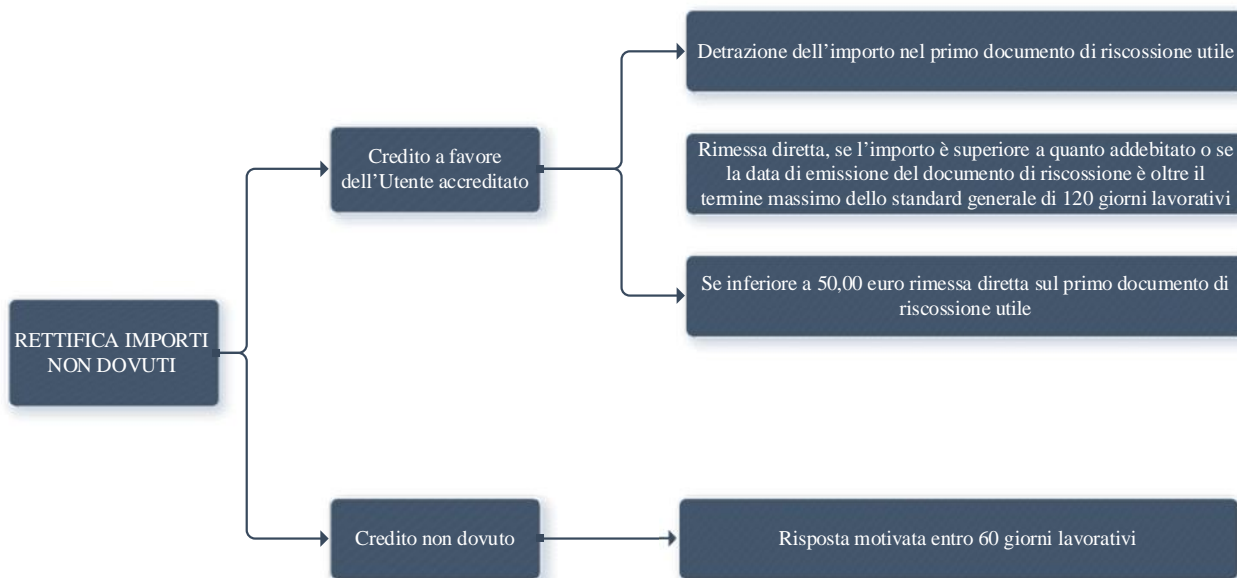 Detrazione dell’importo nel primo documento di riscossione utile
Credito a favore
dell’Utente accreditato
Rimessa diretta, se l’importo è superiore a quanto addebitato o se
la data di emissione del documento di riscossione è oltre il
termine massimo dello standard generale di 120 giorni lavorativi
Se inferiore a 50,00 euro rimessa diretta sul primo documento di
riscossione utile
RETTIFICA IMPORTI
NON DOVUTI
Credito non dovuto
Risposta motivata entro 60 giorni lavorativi